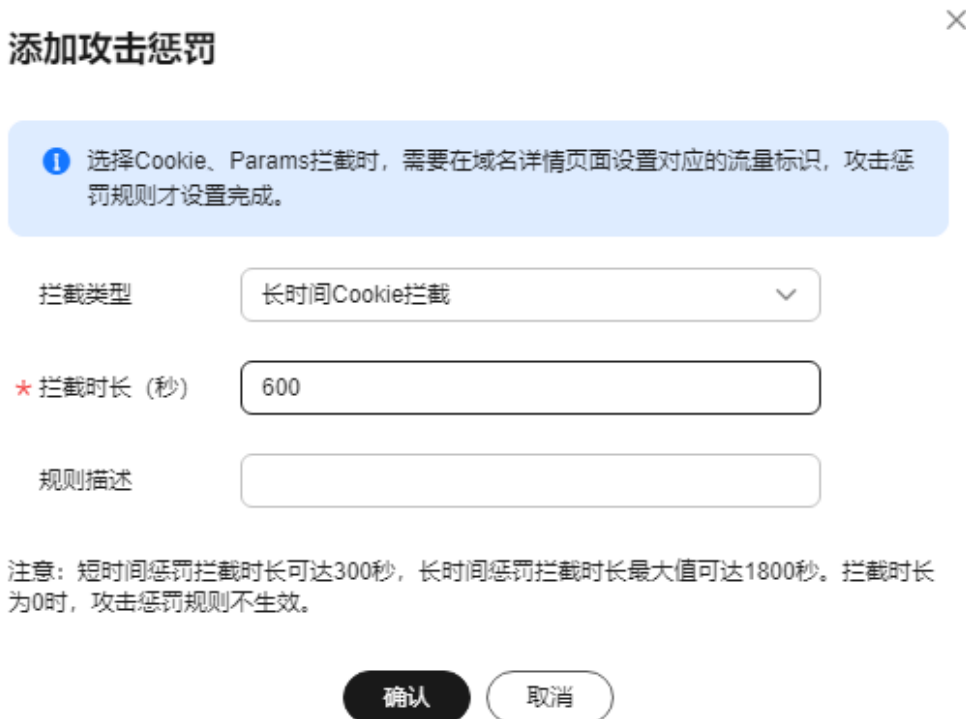 添加攻击惩罚
选择Cookie、Params拦截时，需要在域名详情页面设置对应的流量标识，攻击惩
罚规则才设置完成。
拦截类型 长时间Cookie拦截
* 拦截时长（秒） 600
规则描述
注意：短时间惩罚拦截时长可达300秒，长时间惩罚拦截时长最大值可达1800秒。拦截时长
为0时，攻击惩罚规则不生效。
确认 取消